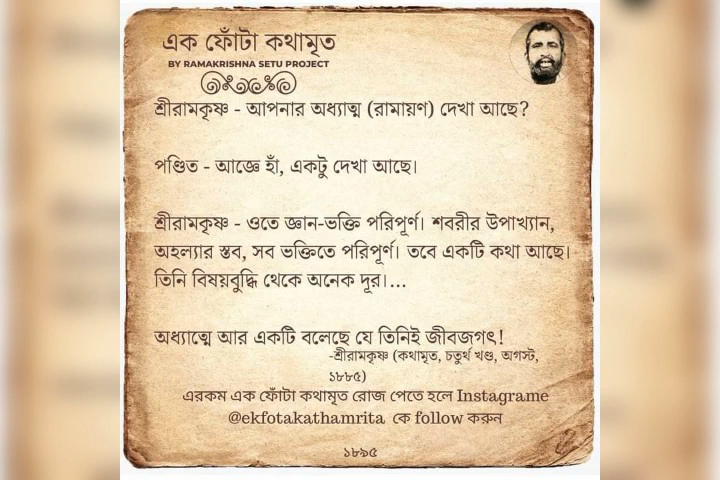 এক ফোঁটা কথামৃত
BY RAMAKRISHNA SETU PROJECT
শ্রীরামকৃষ্ণ - আপনার অধ্যাত্ম (রামায়ণ) দেখা আছে?
পণ্ডিত - আজ্ঞে হাঁ, একটু দেখা আছে।
শ্রীরামকৃষ্ণ - ওতে জ্ঞান-ভক্তি পরিপূর্ণ। শবরীর উপাখ্যান,
অহল্যার স্তব, সব ভক্তিতে পরিপূর্ণ। তবে একটি কথা আছে।
তিনি বিষয়বুদ্ধি থেকে অনেক দূর।...
অধ্যাত্মে আর একটি বলেছে যে তিনিই জীবজগৎ!
-শ্রীরামকৃষ্ণ (কথামৃত, চতুর্থ খণ্ড, অগস্ট,
১৮৮৫)
এরকম এক ফোঁটা কথামৃত রোজ পেতে হলে Instagrame
@ekfotakathamrita কে follow করুন
১৮৯৫